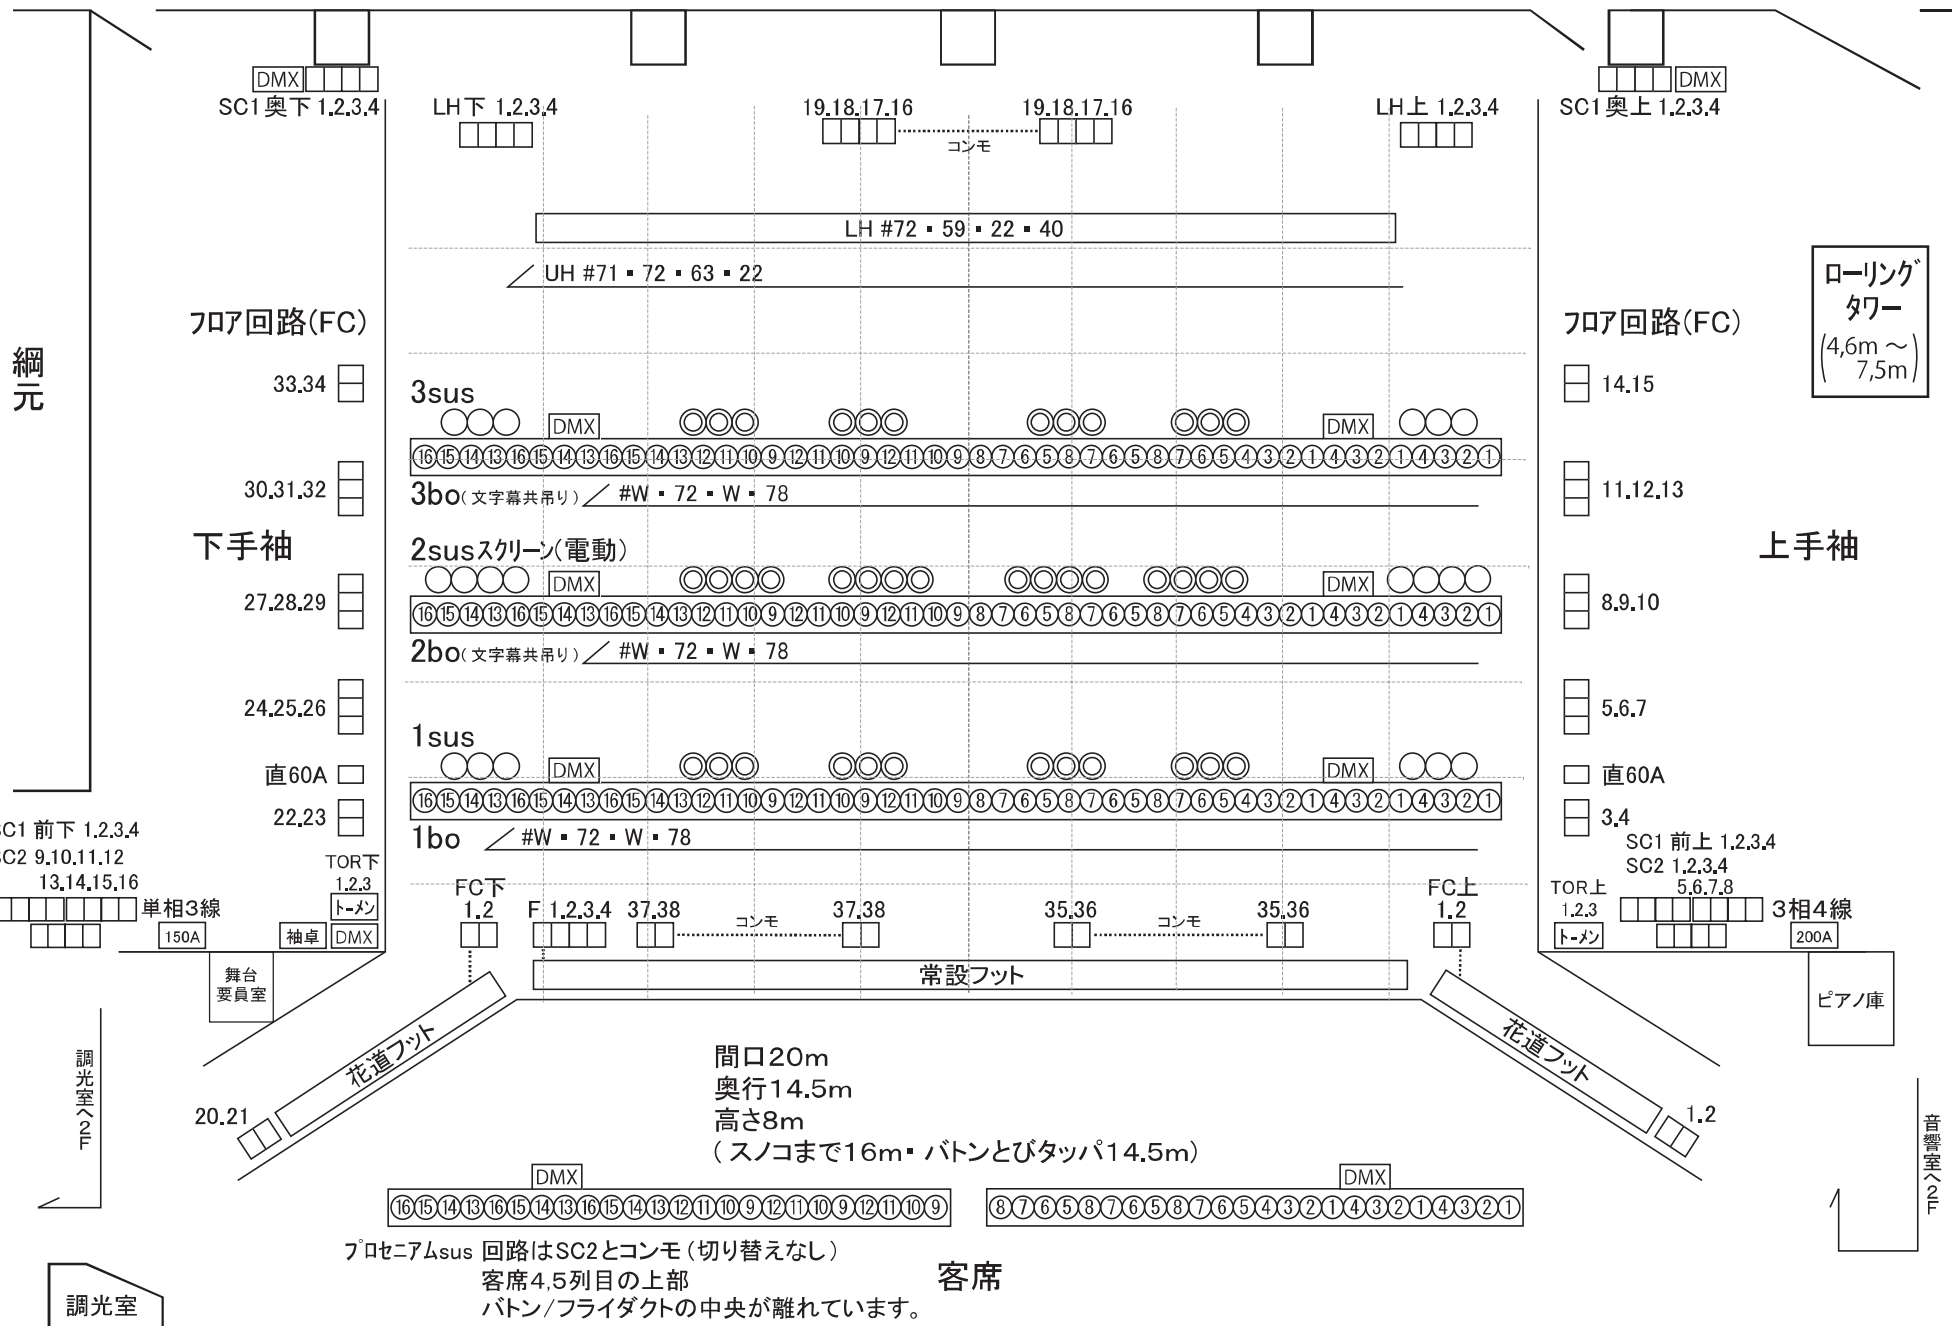 DMX
DMX
SC1奥下 1.2.3.4
LH下 1.2.3.4
19.18.17.16
19.18.17.16
LH上 1.2.3.4
SC1奥上 1.2.3.4
コンモ
LH #72・59・22・40
UH #71・72・63・22
ローリング
タワー
(4,6m ～
7,5m)
フロア回路(FC)
フロア回路(FC)
綱元
33.34
14.15
3sus
DMX
DMX
⑯⑮⑭⑬⑯⑮⑭⑬⑯⑮⑭⑬⑫⑪⑩⑨⑫⑪⑩⑨⑫⑪⑩⑨⑧⑦⑥⑤⑧⑦⑥⑤⑧⑦⑥⑤④③②①④③②①④③②①
30.31.32
11.12.13
3bo(文字幕共吊り) #W・72・W・78
下手袖
上手袖
2susスクリーン(電動)
DMX
DMX
27.28.29
8.9.10
⑯⑮⑭⑬⑯⑮⑭⑬⑯⑮⑭⑬⑫⑪⑩⑨⑫⑪⑩⑨⑫⑪⑩⑨⑧⑦⑥⑤⑧⑦⑥⑤⑧⑦⑥⑤④③②①④③②①④③②①
2bo(文字幕共吊り) #W・72・W・78
24.25.26
5.6.7
1sus
直60A
DMX
DMX
直60A
⑯⑮⑭⑬⑯⑮⑭⑬⑯⑮⑭⑬⑫⑪⑩⑨⑫⑪⑩⑨⑫⑪⑩⑨⑧⑦⑥⑤⑧⑦⑥⑤⑧⑦⑥⑤④③②①④③②①④③②①
22.23
3.4
1bo #W・72・W・78
SC1 前下 1.2.3.4
SC2 9.10.11.12
13.14.15.16
単相3線
150A
TOR下
1.2.3
トーメン
袖卓
DMX
FC下
1.2
F 1.2.3.4
37.38
コンモ
37.38
35.36
コンモ
35.36
FC上
1.2
TOR上
1.2.3
トーメン
SC1 前上 1.2.3.4
SC2 1.2.3.4
5.6.7.8
3相4線
200A
舞台
要員室
常設フット
ピアノ庫
花道フット
花道フット
調光室へ2F
音響室へ2F
20.21
1.2
間口20m
奥行14.5m
高さ8m
(スノコまで16m・バトンとびタッパ14.5m)
DMX
DMX
⑯⑮⑭⑬⑯⑮⑭⑬⑯⑮⑭⑬⑫⑪⑩⑨⑫⑪⑩⑨⑫⑪⑩⑨
⑧⑦⑥⑤⑧⑦⑥⑤⑧⑦⑥⑤④③②①④③②①④③②①
プロセニアムsus 回路はSC2とコンモ(切り替えなし)
客席4,5列目の上部
バトン/フライダクトの中央が離れています。
客席
調光室